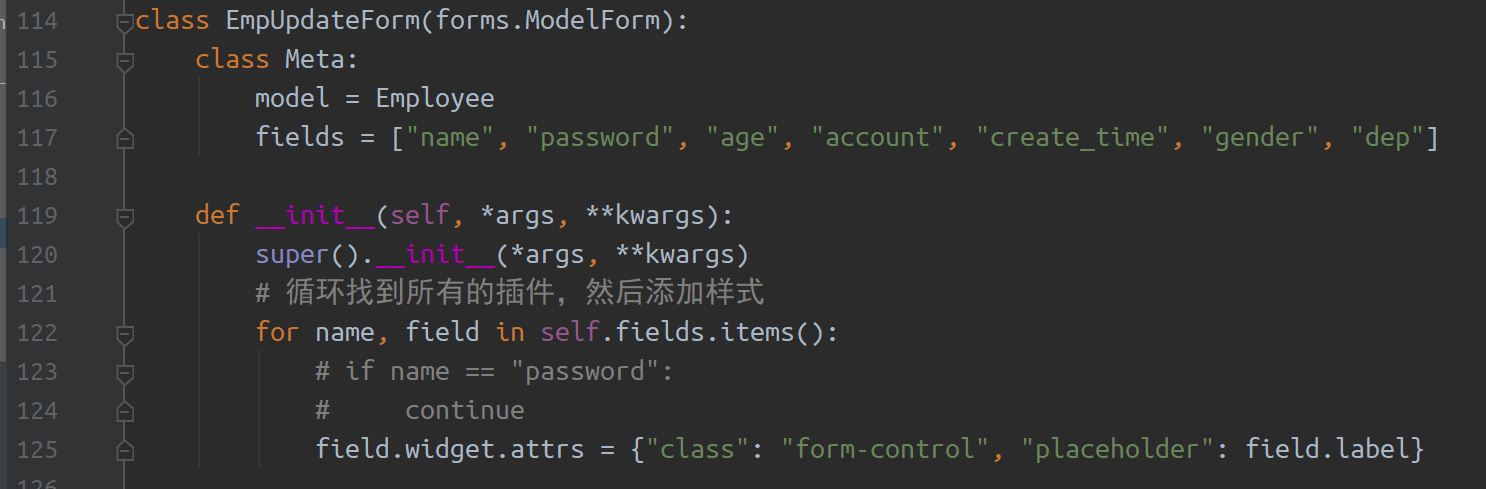 114 class EmpUpdateForm(forms.ModelForm):
115     class Meta:
116         model = Employee
117         fields = ["name", "password", "age", "account", "create_time", "gender", "dep"]
118
119     def __init__(self, *args, **kwargs):
120         super().__init__(*args, **kwargs)
121         # 循环找到所有的插件，然后添加样式
122         for name, field in self.fields.items():
123             # if name == "password":
124             #     continue
125             field.widget.attrs = {"class": "form-control", "placeholder": field.label}
126